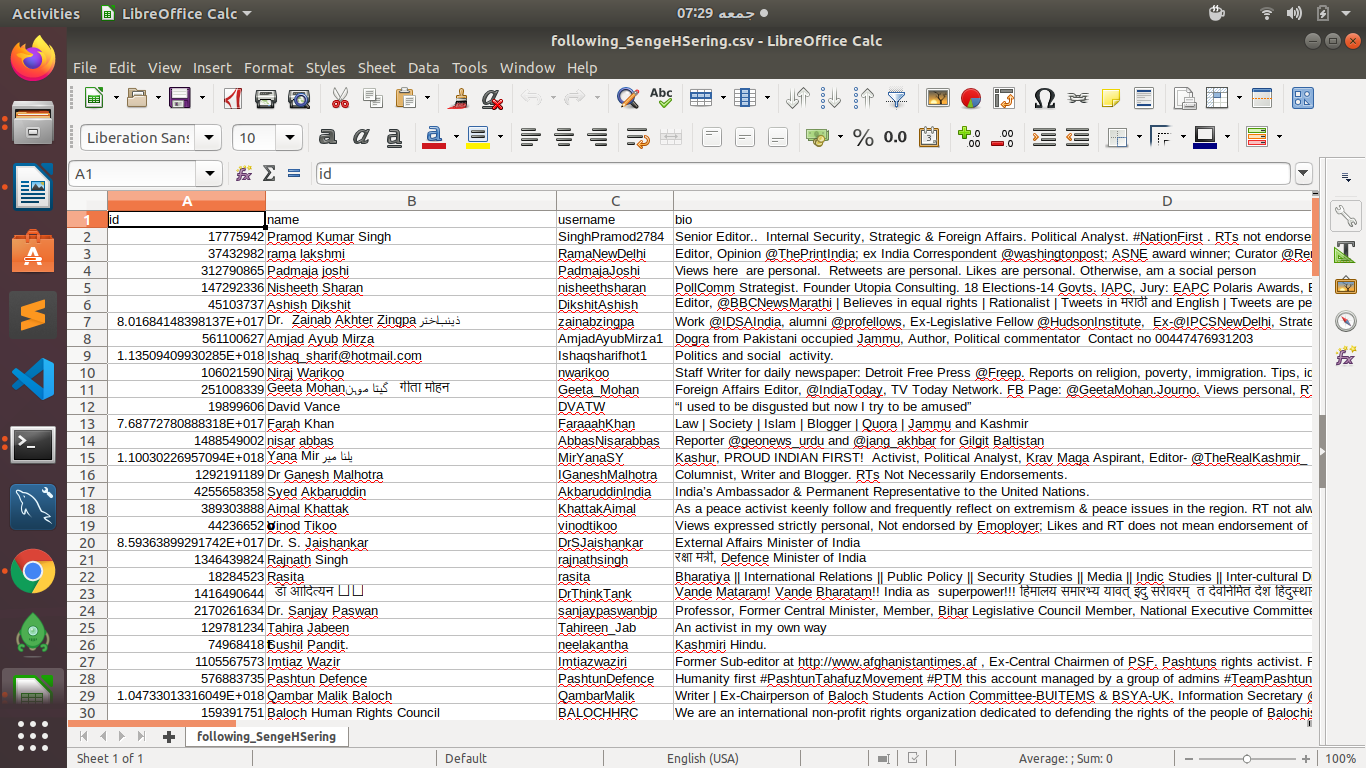 Activities LibreOffice Calc 07:29 جمعه
following_SengeHSering.csv - LibreOffice Calc
File Edit View Insert Format Styles Sheet Data Tools Window Help
Liberation Sans 10
A1 id
A B C D
1 id name username bio
2 17775942 Pramod Kumar Singh SinghPramod2784 Senior Editor.. Internal Security, Strategic & Foreign Affairs. Political Analyst. #NationFirst . RTs not endorse
3 37432982 rama lakshmi RamaNewDelhi Editor, Opinion @ThePrintIndia; ex India Correspondent @washingtonpost; ASNE award winner; Curator @Re
4 312790865 Padmaja joshi PadmajaJoshi Views here are personal. Retweets are personal. Likes are personal. Otherwise, am a social person
5 147292336 Nisheeth Sharan nisheethsharan PollComm Strategist. Founder Utopia Consulting. 18 Elections-14 Govts. IAPC, Jury: EAPC Polaris Awards, E
6 45103737 Ashish Dikshit DikshitAshish Editor, @BBCNewsMarathi | Believes in equal rights | Rationalist | Tweets in मराठी and English | Tweets are pe
7 8.01684148398137E+017 Dr. Zainab Akhter Zingpa zainabzingpa Work @IDSAIndia, alumni @profellows, Ex-Legislative Fellow @HudsonInstitute, Ex-@IPCSNewDelhi, Strate
8 561100627 Amjad Ayub Mirza AmjadAyubMirza1 Dogra from Pakistani occupied Jammu, Author, Political commentator Contact no 00447476931203
9 1.13509409930285E+018 Ishaq_sharif@hotmail.com Ishaqsharifhot1 Politics and social activity.
10 106021590 Niraj Warikoo nwarikoo Staff Writer for daily newspaper: Detroit Free Press @Freep. Reports on religion, poverty, immigration. Tips, id
11 251008339 Geeta Mohan گیتا موہن गीता मोहन Geeta_Mohan Foreign Affairs Editor, @IndiaToday, TV Today Network. FB Page: @GeetaMohan.Journo. Views personal, RT
12 19899606 David Vance DVATW “I used to be disgusted but now I try to be amused”
13 7.68772780888318E+017 Farah Khan FaraaahKhan Law | Society | Islam | Blogger | Quora | Jammu and Kashmir
14 1488549002 nisar abbas AbbasNisarabbas Reporter @geonews_urdu and @jang_akhbar for Gilgit Baltistan
15 1.10030226957094E+018 Yana Mir یانا میر MirYanaSY Kashur, PROUD INDIAN FIRST! Activist, Political Analyst, Krav Maga Aspirant, Editor- @TheRealKashmir_
16 1292191189 Dr Ganesh Malhotra IGaneshMalhotra Columnist, Writer and Blogger. RTs Not Necessarily Endorsements.
17 4255658358 Syed Akbaruddin AkbaruddinIndia India’s Ambassador & Permanent Representative to the United Nations.
18 389303888 Aimal Khattak KhattakAimal As a peace activist keenly follow and frequently reflect on extremism & peace issues in the region. RT not alw
19 44236652 Vinod Tikoo vinodtikoo Views expressed strictly personal, Not endorsed by Emoployer; Likes and RT does not mean endorsement of
20 8.59363899291742E+017 Dr. S. Jaishankar DrSJaishankar External Affairs Minister of India
21 1346439824 Rajnath Singh rajnathsingh रक्षा मंत्री, Defence Minister of India
22 18284523 Rasita rasita Bharatiya || International Relations || Public Policy || Security Studies || Media || Indic Studies || Inter-cultural D
23 1416490644 डॉ आदित्यन DrThinkTank Vande Mataram! Vande Bharatam!! India as superpower!!! हिमालय समारभ्य यावत् इंदु सरोवरम् त देवनिर्मित देश हिंदुस्था
24 2170261634 Dr. Sanjay Paswan sanjaypaswanbjp Professor, Former Central Minister, Member, Bihar Legislative Council Member, National Executive Committee
25 129781234 Tahira Jabeen Tahireen_Jab An activist in my own way
26 74968418 Sushil Pandit. neelakantha Kashmiri Hindu.
27 1105567573 Imtiaz Wazir Imtiazwaziri Former Sub-editor at http://www.afghanistantimes.af , Ex-Central Chairmen of PSF. Pashtuns rights activist. F
28 576883735 Pashtun Defence PashtunDefence Humanity first #PashtunTahafuzMovement #PTM this account managed by a group of admins #TeamPashtun
29 1.04733013316049E+018 Qambar Malik Baloch QambarMalik Writer | Ex-Chairperson of Baloch Students Action Committee-BUITEMS & BSYA-UK. Information Secretary @
30 159391751 Baloch Human Rights Council BALOCHHRC We are an international non-profit rights organization dedicated to defending the rights of the people of Balochis
following_SengeHSering
Sheet 1 of 1 Default English (USA) Average: ; Sum: 0 100%